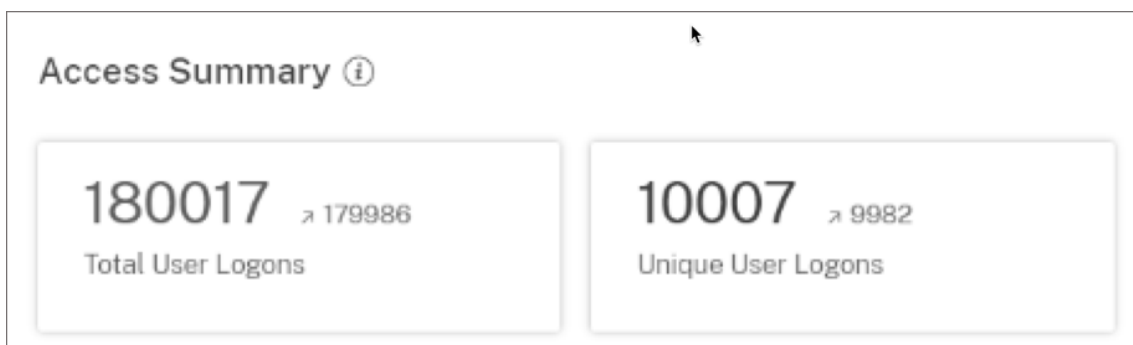 Access Summary ⓘ
180017 ↗ 179986
Total User Logons
10007 ↗ 9982
Unique User Logons